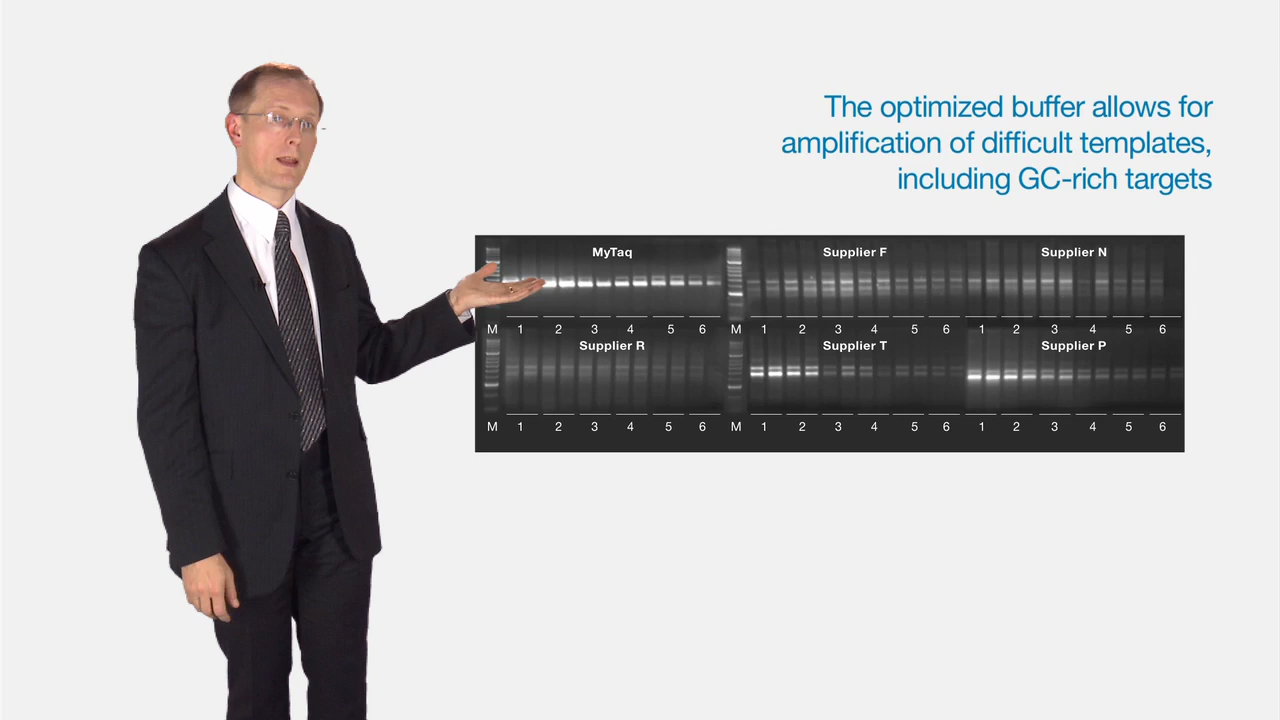 The optimized buffer allows for
amplification of difficult templates,
including GC-rich targets
MyTaq Supplier F Supplier N
M 1 2 3 4 5 6 M 1 2 3 4 5 6 1 2 3 4 5 6
Supplier R Supplier T Supplier P
M 1 2 3 4 5 6 M 1 2 3 4 5 6 1 2 3 4 5 6